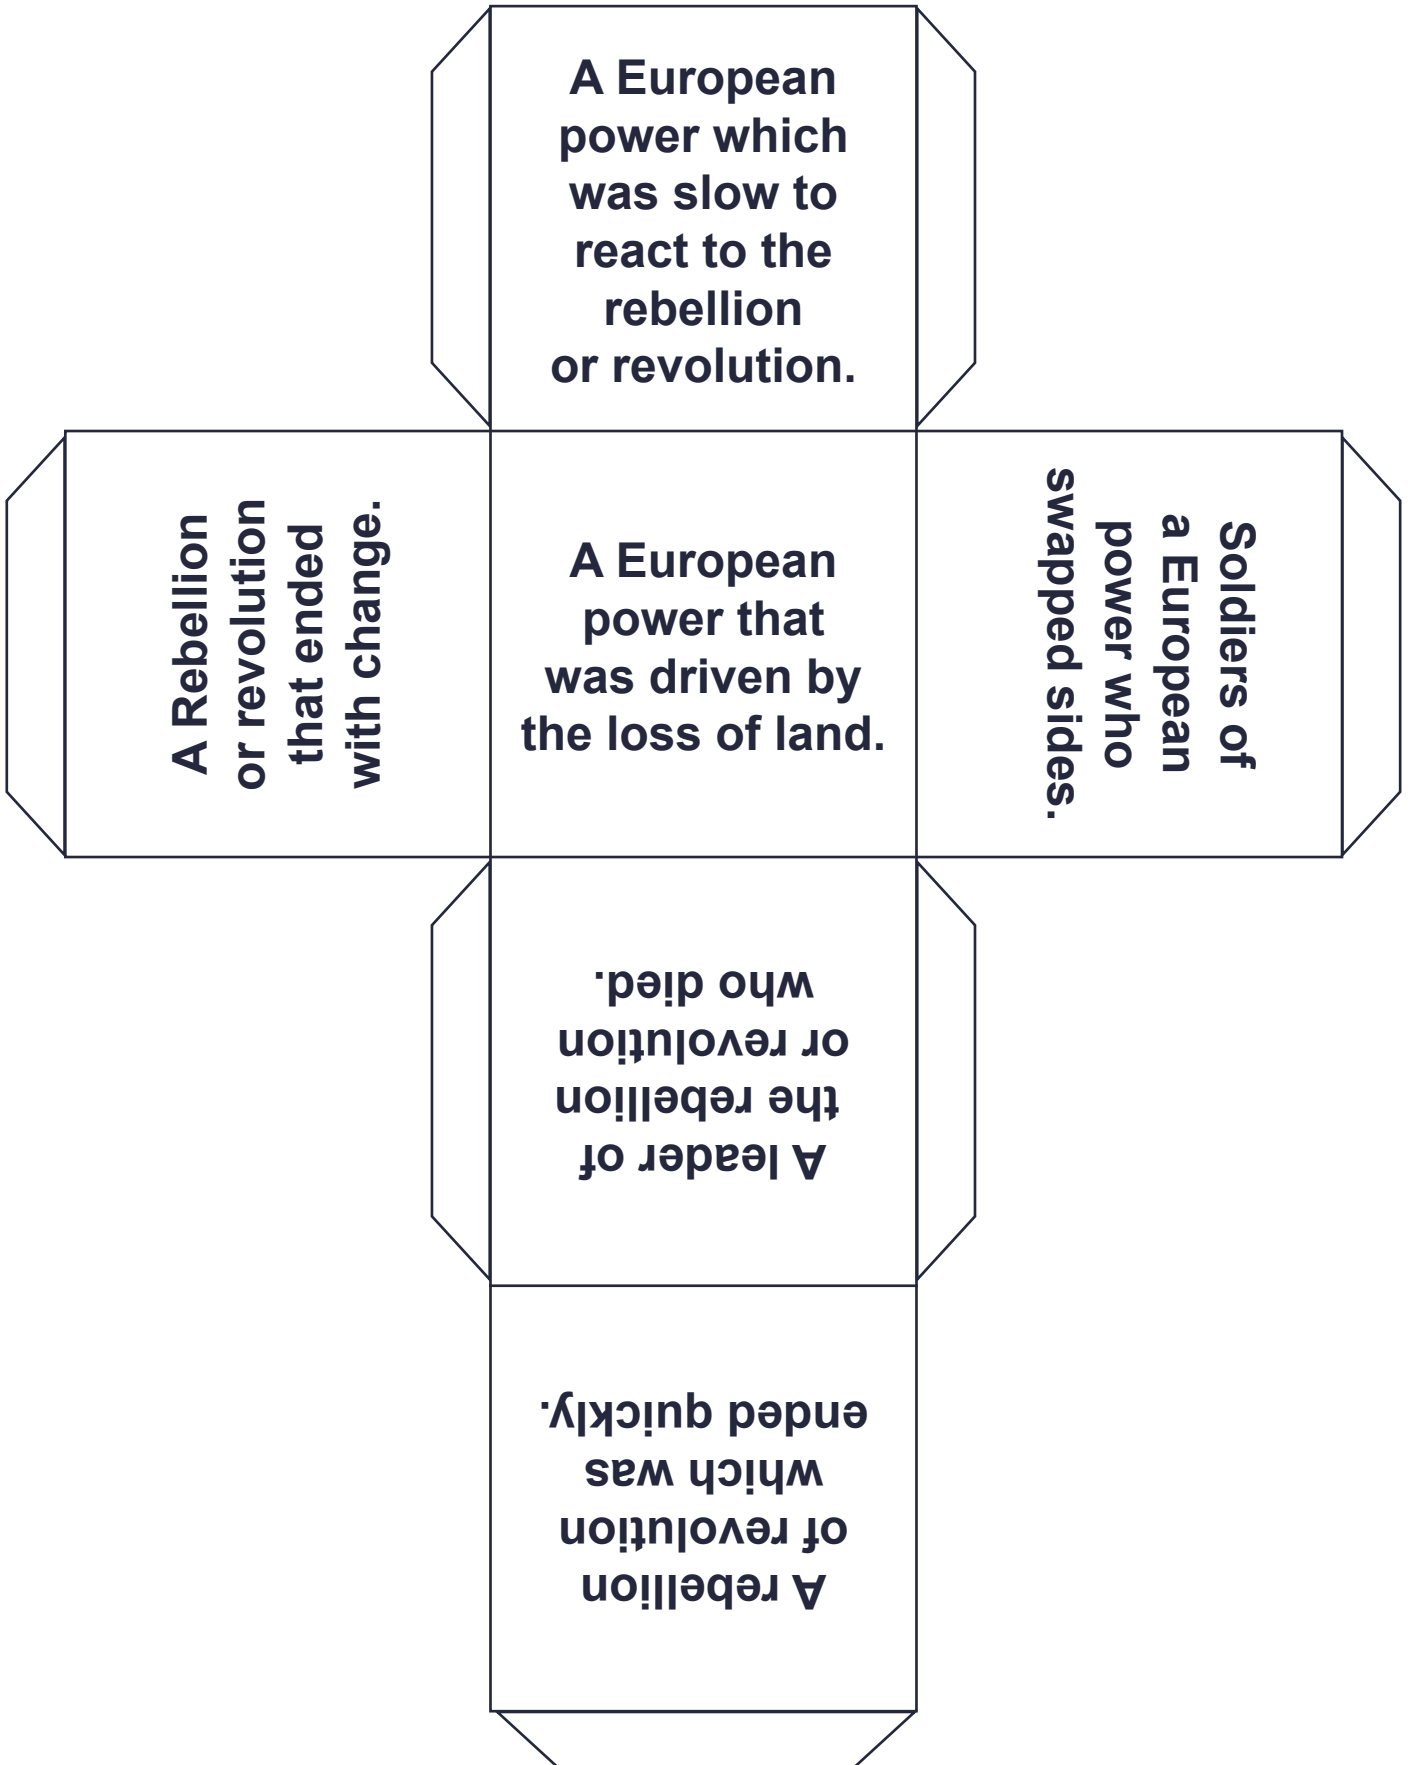 A European
power which
was slow to
react to the
rebellion
or revolution.
A Rebellion
or revolution
that ended
with change.
A European
power that
was driven by
the loss of land.
Soldiers of
a European
power who
swapped sides.
A leader of
the rebellion
or revolution
who died.
A rebellion
of revolution
which was
ended quickly.